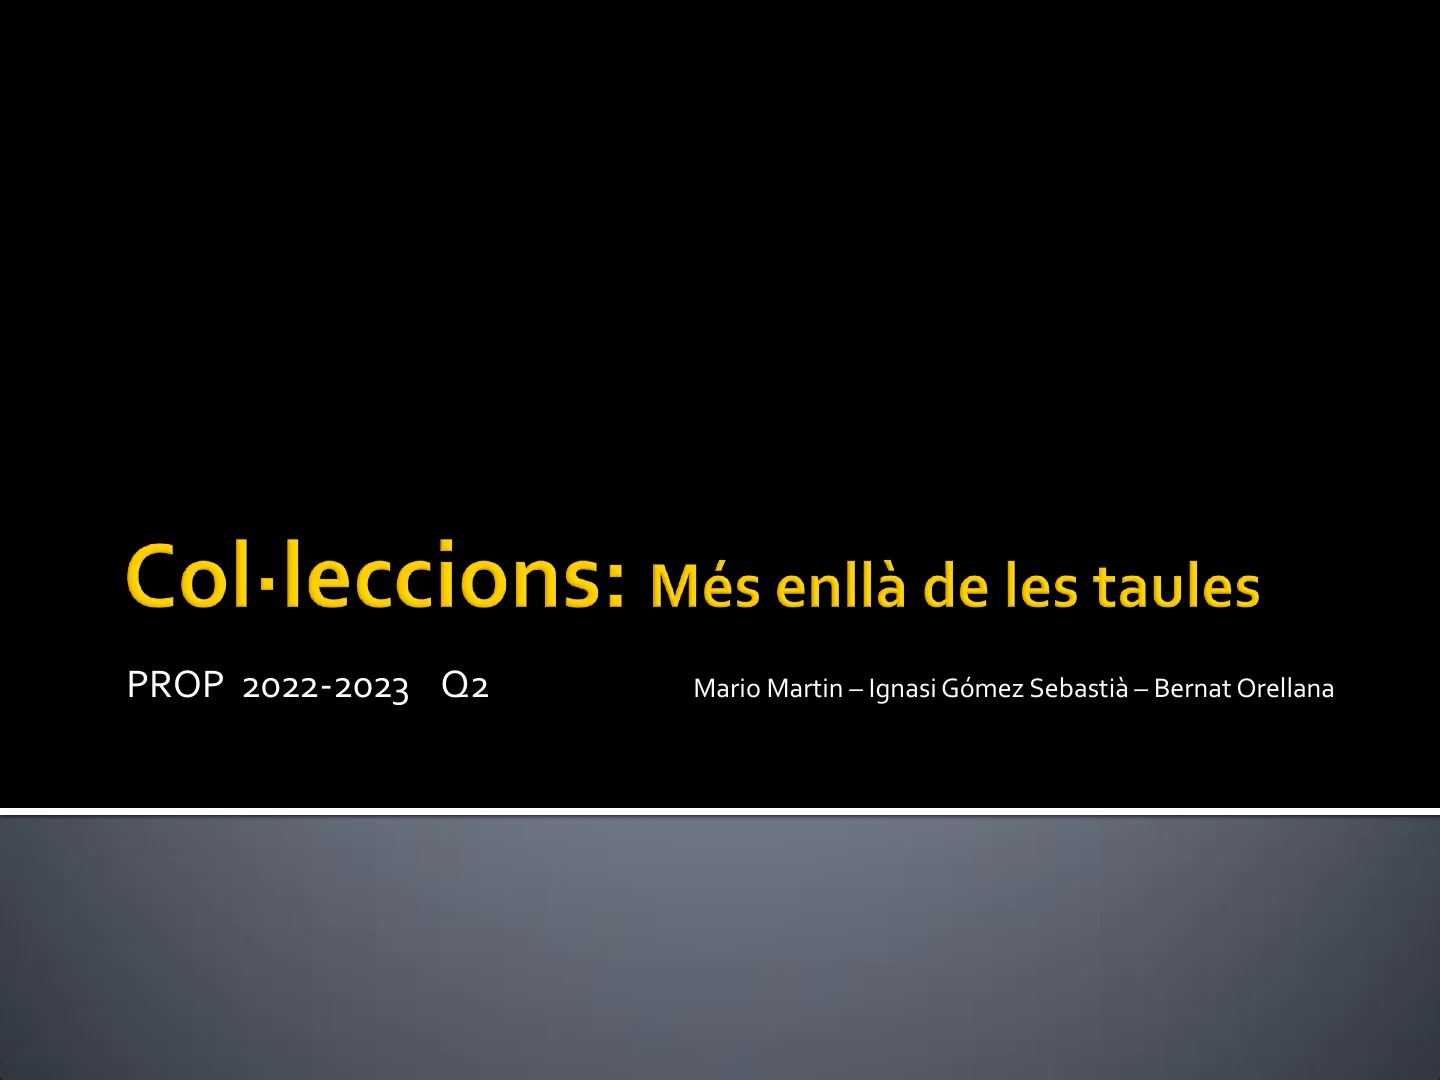 Col·leccions: Més enllà de les taules
PROP 2022-2023 Q2 Mario Martin – Ignasi Gómez Sebastià – Bernat Orellana